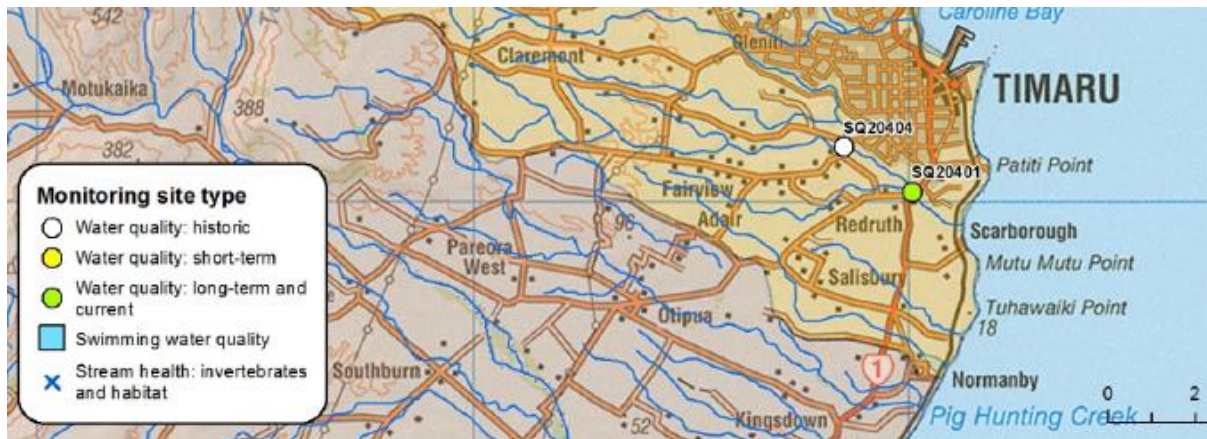 542
Caroline Bay
Gleniti
Claremont
TIMARU
Motukaika
388
SQ20404
382
Patiti Point
SQ20401
Monitoring site type
Water quality: historic
Water quality: short-term
Water quality: long-term and
current
Swimming water quality
Stream health: invertebrates
and habitat
Fairview
Adair
96
Redruth
Scarborough
Pareora
West
Mutu Mutu Point
Salisbury
Tuhawaiki Point
18
Otipua
Southburn
1
Normanby
0 2
Kingsdown
52
Pig Hunting Creek